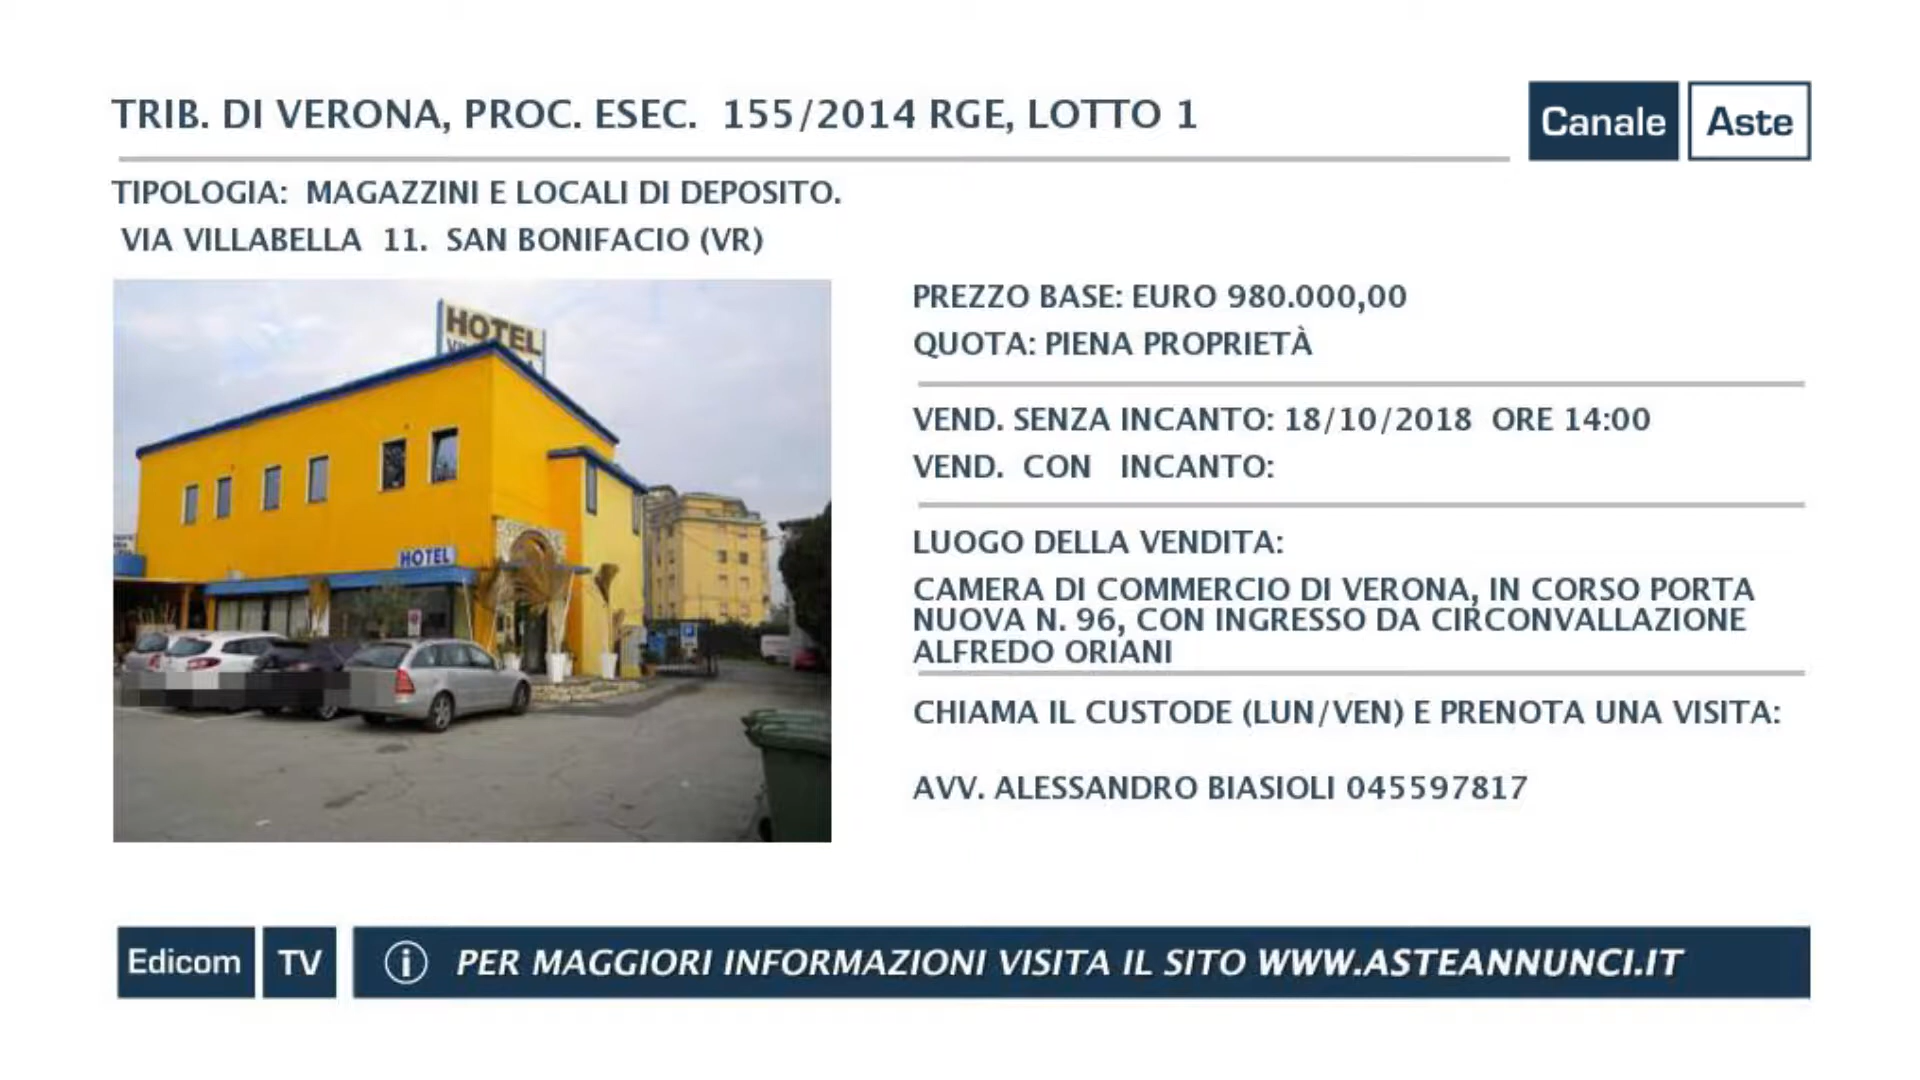 TRIB. DI VERONA, PROC. ESEC. 155/2014 RGE, LOTTO 1
Canale Aste
TIPOLOGIA: MAGAZZINI E LOCALI DI DEPOSITO.
VIA VILLABELLA 11. SAN BONIFACIO (VR)
HOTEL
HOTEL
PREZZO BASE: EURO 980.000,00
QUOTA: PIENA PROPRIETÀ
VEND. SENZA INCANTO: 18/10/2018 ORE 14:00
VEND. CON INCANTO:
LUOGO DELLA VENDITA:
CAMERA DI COMMERCIO DI VERONA, IN CORSO PORTA
NUOVA N. 96, CON INGRESSO DA CIRCONVALLAZIONE
ALFREDO ORIANI
CHIAMA IL CUSTODE (LUN/VEN) E PRENOTA UNA VISITA:
AVV. ALESSANDRO BIASIOLI 045597817
Edicom TV
PER MAGGIORI INFORMAZIONI VISITA IL SITO WWW.ASTEANNUNCI.IT